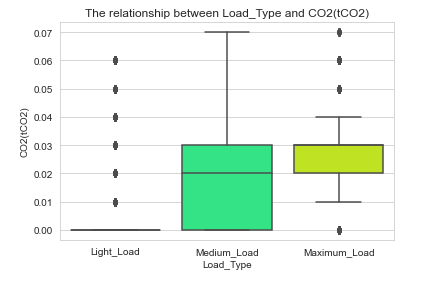 The relationship between Load_Type and CO2(tCO2)
CO2(tCO2)
0.07
0.06
0.05
0.04
0.03
0.02
0.01
0.00
Light_Load
Medium_Load
Maximum_Load
Load_Type